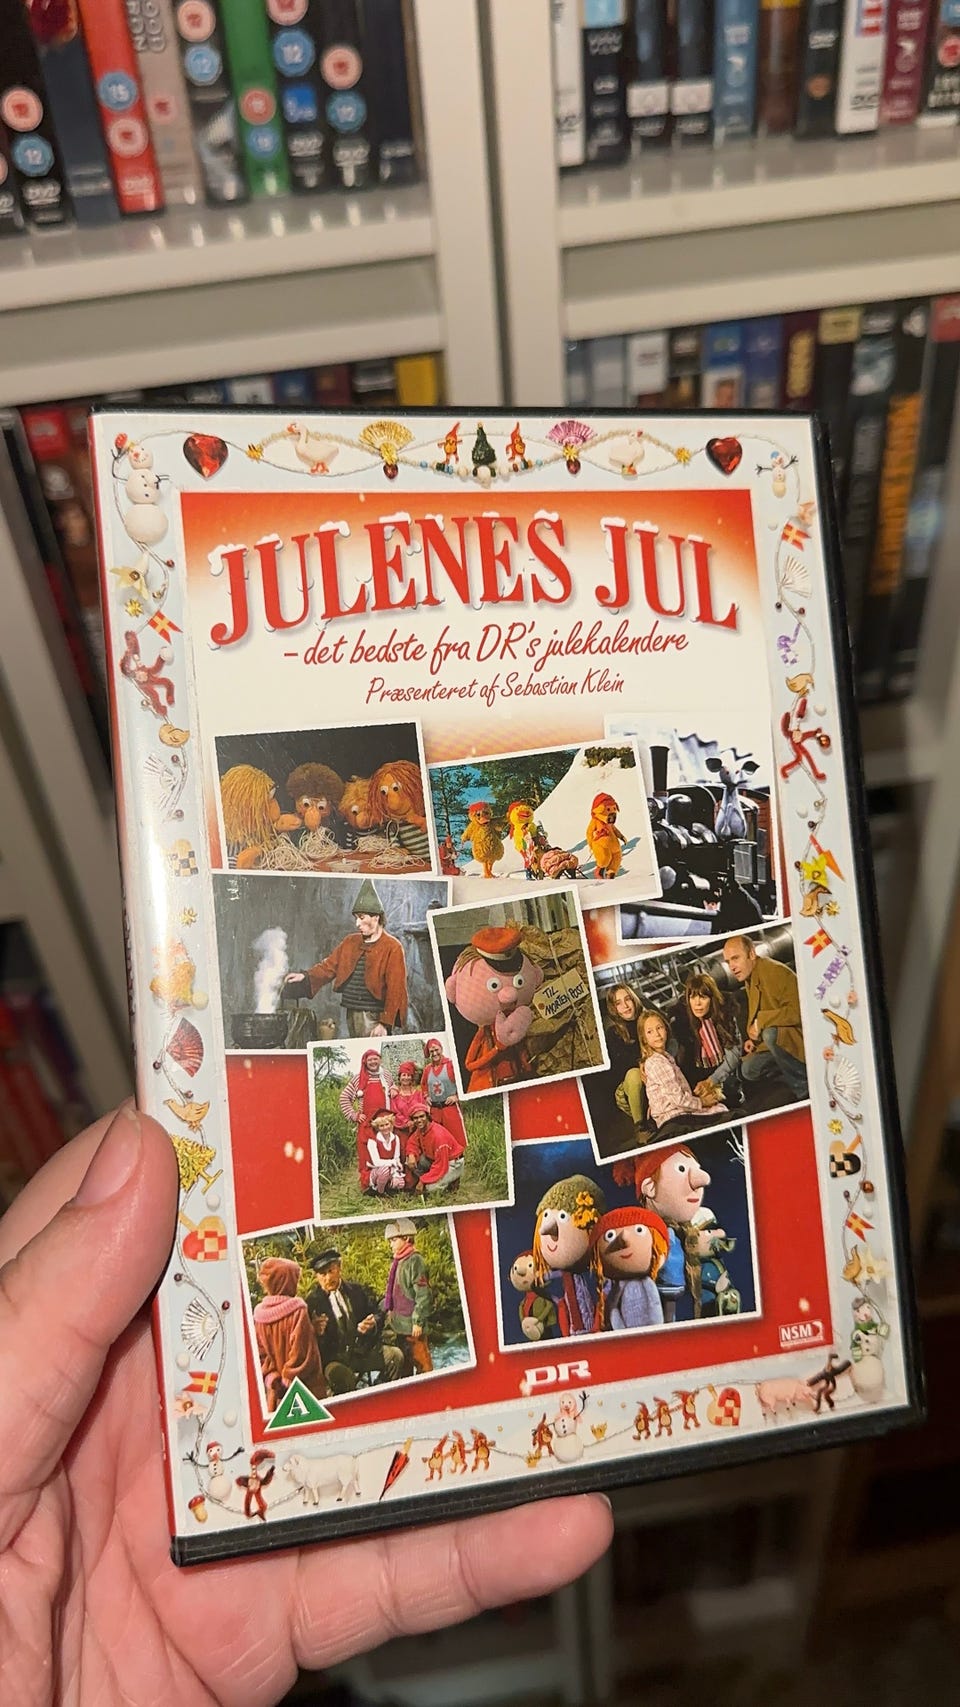 JULENES JUL
– det bedste fra DR's julekalendere
Præsenteret af Sebastian Klein
"TIL
MORTEN POST"
NSM
DR
A